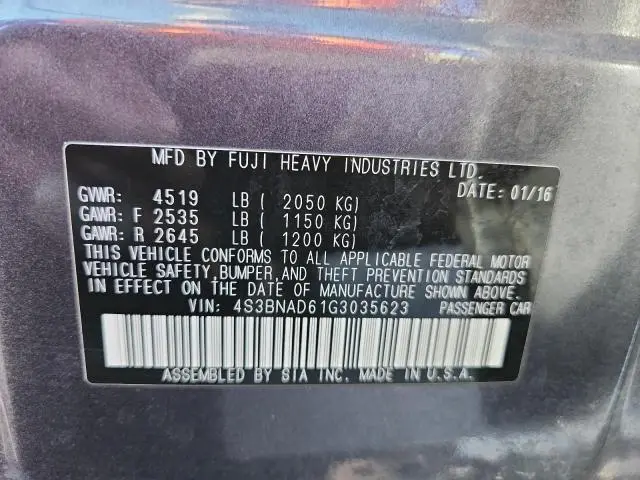 MFD BY FUJI HEAVY INDUSTRIES LTD.
DATE: 01/16
GVWR: 4519 LB ( 2050 KG)
GAWR: F 2535 LB ( 1150 KG)
GAWR: R 2645 LB ( 1200 KG)
THIS VEHICLE CONFORMS TO ALL APPLICABLE FEDERAL MOTOR
VEHICLE SAFETY,BUMPER,AND THEFT PREVENTION STANDARDS
IN EFFECT ON THE DATE OF MANUFACTURE SHOWN ABOVE.
VIN: 4S3BNAD61G3035623 PASSENGER CAR
ASSEMBLED BY SIA INC. MADE IN U.S.A.